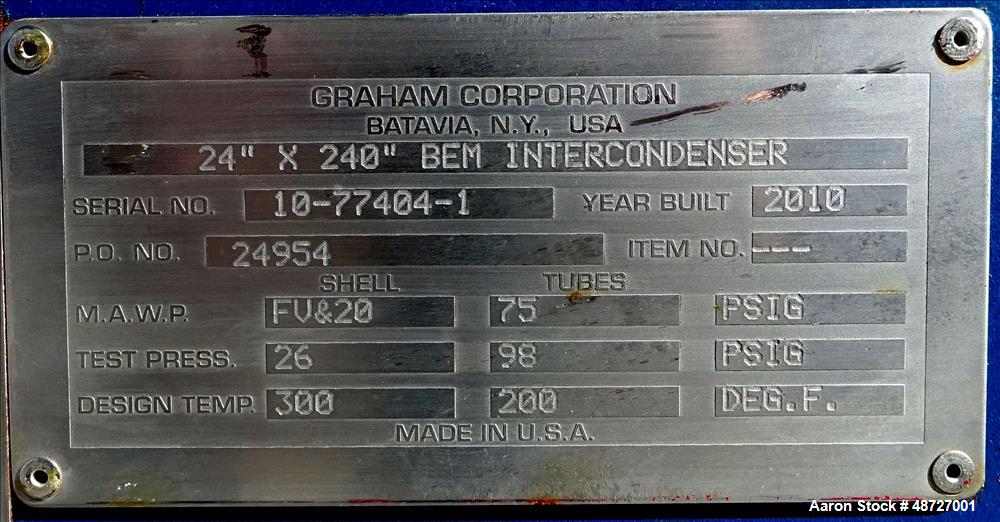 GRAHAM CORPORATION
BATAVIA, N.Y., USA
24" X 240" BEM INTERCONDENSER
SERIAL NO. 10-77404-1 YEAR BUILT 2010
P.O. NO. 24954 ITEM NO. ---
SHELL TUBES
M.A.W.P. FV&20 75 PSIG
TEST PRESS. 26 98 PSIG
DESIGN TEMP. 300 200 DEG.F.
MADE IN U.S.A.
Aaron Stock # 48727001